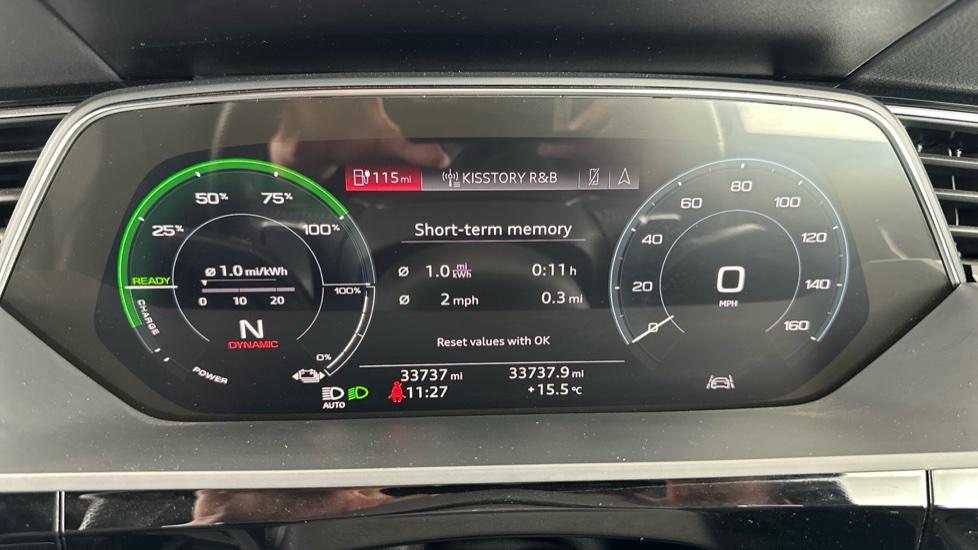 115 mi KISSTORY R&B
50% 75%
25% 100%
READY
CHARGE
POWER
Ø 1.0 mi/kWh
0 10 20
N
DYNAMIC
100%
0%
Short-term memory
Ø 1.0 mi/kWh 0:11 h
Ø 2 mph 0.3 mi
Reset values with OK
33737 mi 33737.9 mi
11:27 +15.5 °C
AUTO
0 20 40 60 80 100 120 140 160
0
MPH